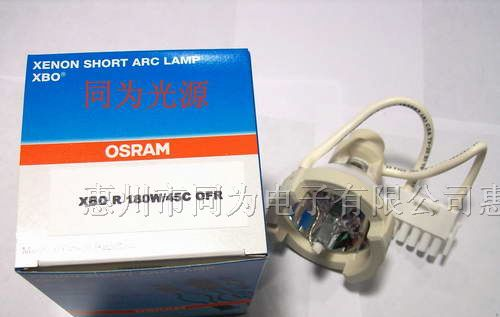 XENON SHORT ARC LAMP
XBO®
同为光源
OSRAM
XBO R 180W/45C OFR
惠州市同为电子有限公司惠